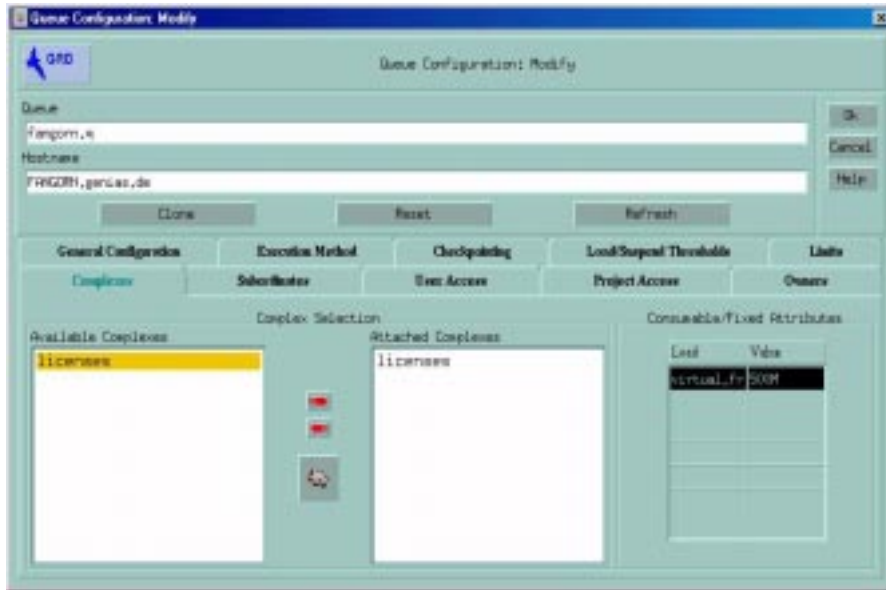 Queue Configuration: Modify
GRD
Queue Configuration: Modify
Queue
fangorn.q
Hostname
FANGORN.genias.de
Ok
Cancel
Help
Clone
Reset
Refresh
General Configuration
Execution Method
Checkpointing
Load/Suspend Thresholds
Limits
Complexes
Subordinates
User Access
Project Access
Owners
Complex Selection
Consumable/Fixed Attributes
Available Complexes
Attached Complexes
licenses
licenses
Load
Value
virtual_fr
500M